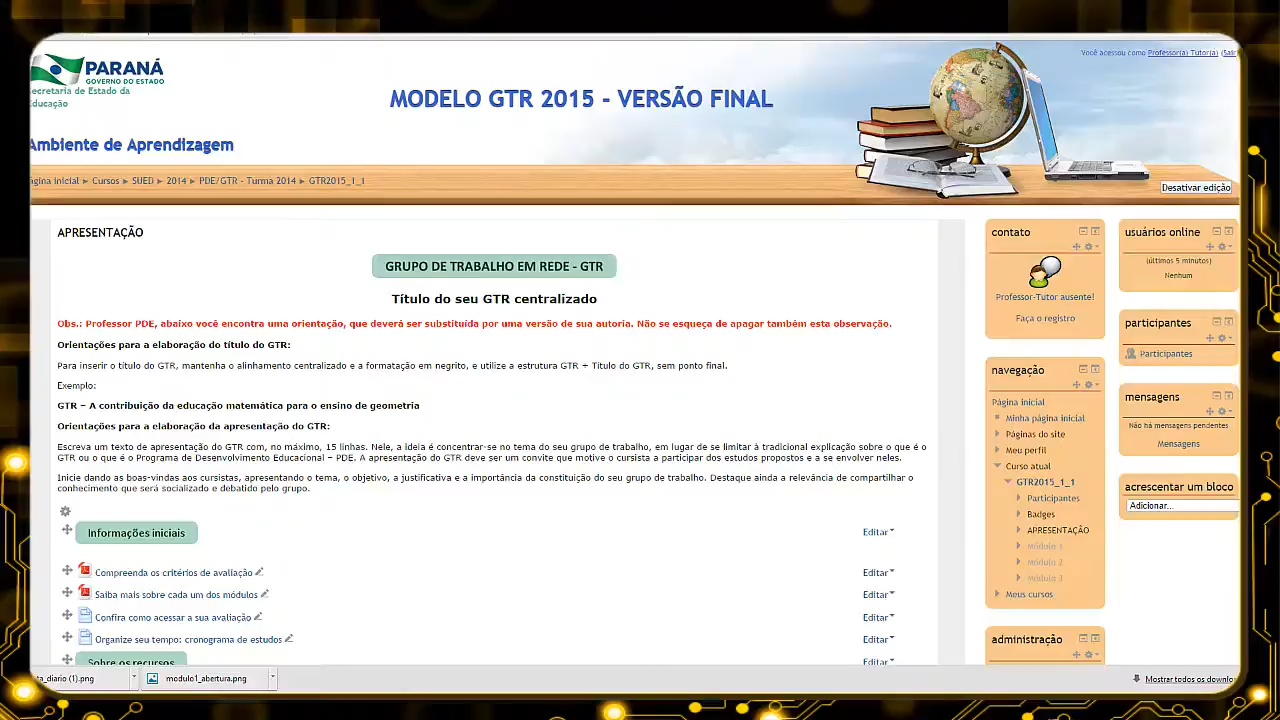 PARANÁ
GOVERNO DO ESTADO
Secretaria de Estado da
Educação
Você acessou como Professor(a) Tutor(a) (Sair
MODELO GTR 2015 - VERSÃO FINAL
Ambiente de Aprendizagem
ágina inicial ► Cursos ► SUED ► 2014 ► PDE/GTR - Turma 2014 ► GTR2015_1_1
Desativar edição
APRESENTAÇÃO
GRUPO DE TRABALHO EM REDE - GTR
Título do seu GTR centralizado
Obs.: Professor PDE, abaixo você encontra uma orientação, que deverá ser substituída por uma versão de sua autoria. Não se esqueça de apagar também esta observação.
Orientações para a elaboração do título do GTR:
Para inserir o título do GTR, mantenha o alinhamento centralizado e a formatação em negrito, e utilize a estrutura GTR + Título do GTR, sem ponto final.
Exemplo:
GTR – A contribuição da educação matemática para o ensino de geometria
Orientações para a elaboração da apresentação do GTR:
Escreva um texto de apresentação do GTR com, no máximo, 15 linhas. Nele, a ideia é concentrar-se no tema do seu grupo de trabalho, em lugar de se limitar à tradicional explicação sobre o que é o
GTR ou o que é o Programa de Desenvolvimento Educacional – PDE. A apresentação do GTR deve ser um convite que motive o cursista a participar dos estudos propostos e a se envolver neles.
Inicie dando as boas-vindas aos cursistas, apresentando o tema, o objetivo, a justificativa e a importância da constituição do seu grupo de trabalho. Destaque ainda a relevância de compartilhar o
conhecimento que será socializado e debatido pelo grupo.
Informações iniciais
Editar
Compreenda os critérios de avaliação
Editar
Saiba mais sobre cada um dos módulos
Editar
Confira como acessar a sua avaliação
Editar
Organize seu tempo: cronograma de estudos
Editar
Sobre os recursos
Editar
contato
Professor-Tutor ausente!
Faça o registro
navegação
Página inicial
Minha página inicial
Páginas do site
Meu perfil
Curso atual
GTR2015_1_1
Participantes
Badges
APRESENTAÇÃO
Módulo 1
Módulo 2
Módulo 3
Meus cursos
administração
usuários online
(últimos 5 minutos)
Nenhum
participantes
Participantes
mensagens
Não há mensagens pendentes
Mensagens
acrescentar um bloco
Adicionar...
ta_diario (1).png
modulo1_abertura.png
Mostrar todos os downlo